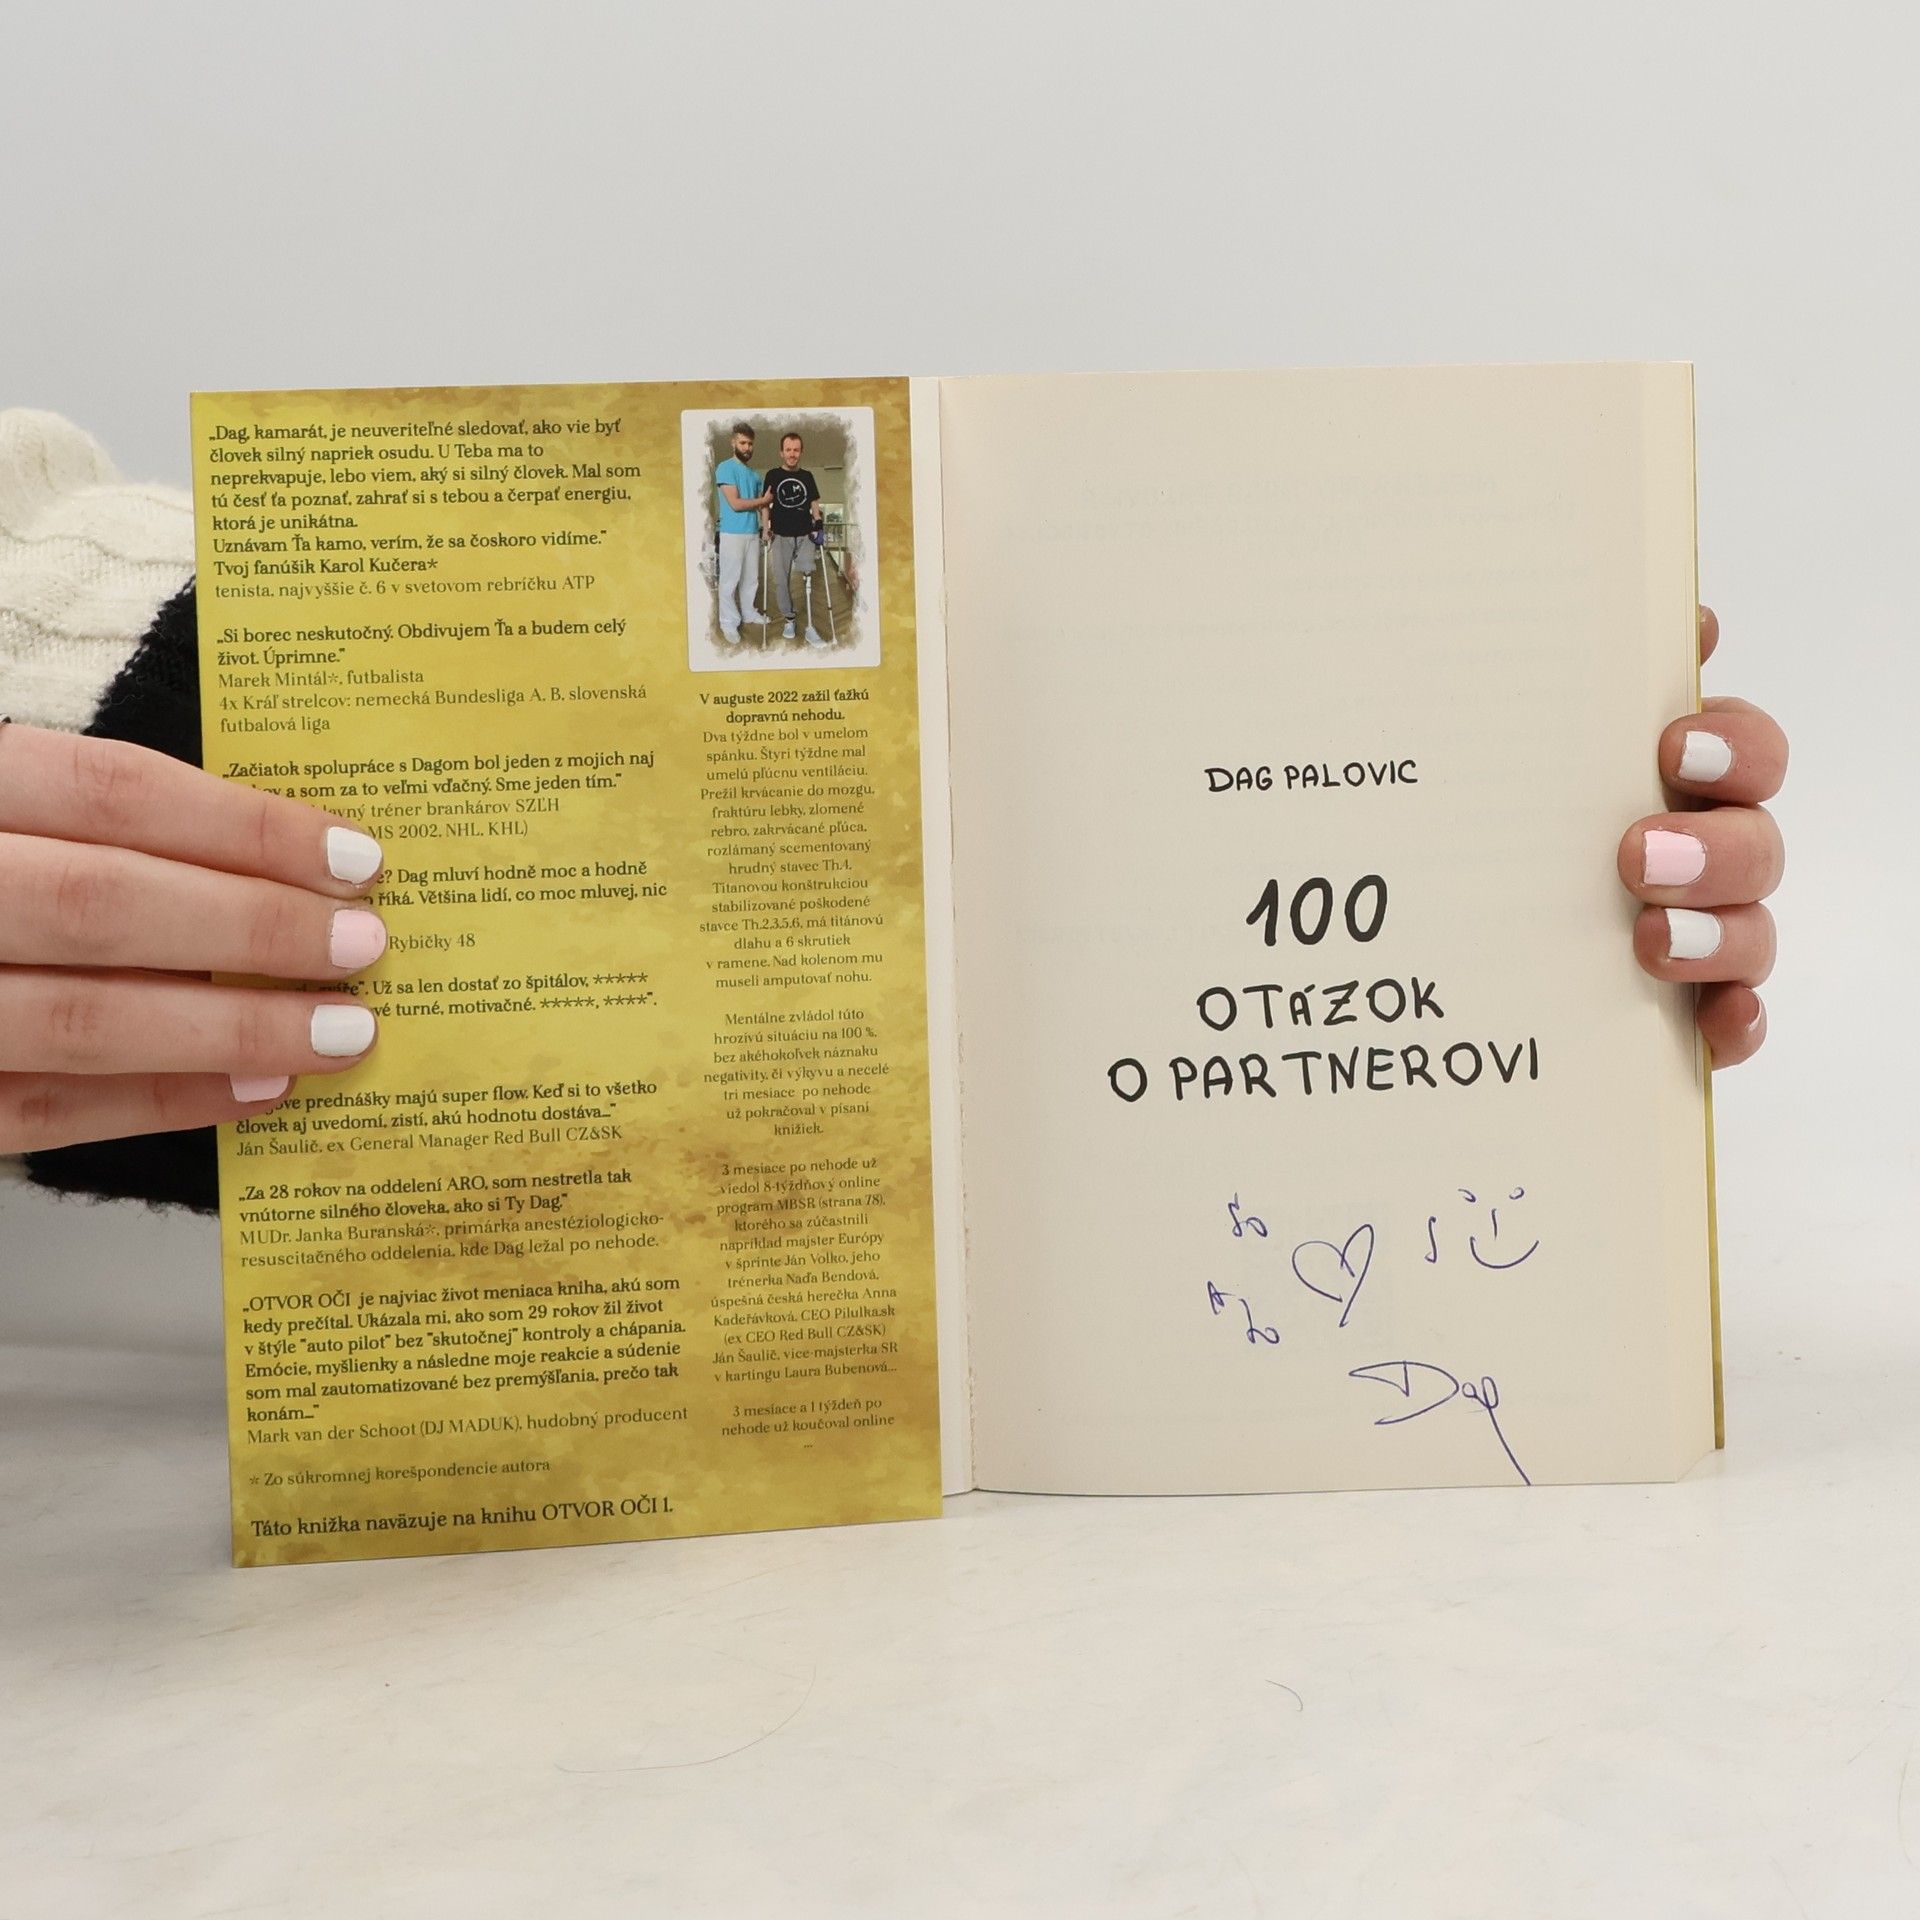 „Dag, kamarát, je neuveriteľné sledovať, ako vie byť
človek silný napriek osudu. U Teba ma to
neprekvapuje, lebo viem, aký si silný človek. Mal som
tú česť ťa poznať, zahrať si s tebou a čerpať energiu,
ktorá je unikátna.
Uznávam Ťa kamo, verím, že sa čoskoro vidíme."
Tvoj fanúšik Karol Kučera*
tenista, najvyššie č. 6 v svetovom rebríčku ATP
„Si borec neskutočný. Obdivujem Ťa a budem celý
život. Úprimne."
Marek Mintál*, futbalista
4x Kráľ strelcov: nemecká Bundesliga A, B, slovenská
futbalová liga
„Začiatok spolupráce s Dagom bol jeden z mojich naj
a som za to veľmi vďačný. Sme jeden tím."
tréner brankárov SZĽH
MS 2002, NHL, KHL)
Dag mluví hodně moc a hodně
říká. Většina lidí, co moc mluvej, nic
Rybičky 48
Už sa len dostať zo špitálov, *****
turné, motivačné, *****, ****".
prednášky majú super flow. Keď si to všetko
človek aj uvedomí, zistí, akú hodnotu dostáva..."
Ján Šaulič, ex General Manager Red Bull CZ&SK
„Za 28 rokov na oddelení ARO, som nestretla tak
vnútorne silného človeka, ako si Ty Dag."
MUDr. Janka Buranská*, primárka anestéziologicko-
resuscitačného oddelenia, kde Dag ležal po nehode.
„OTVOR OČI je najviac život meniaca kniha, akú som
kedy prečítal. Ukázala mi, ako som 29 rokov žil život
v štýle "auto pilot" bez "skutočnej" kontroly a chápania.
Emócie, myšlienky a následne moje reakcie a súdenie
som mal zautomatizované bez premýšľania, prečo tak
konám..."
Mark van der Schoot (DJ MADUK), hudobný producent
* Zo súkromnej korešpondencie autora
Táto knižka naväzuje na knihu OTVOR OČI 1.
V auguste 2022 zažil ťažkú
dopravnú nehodu.
Dva týždne bol v umelom
spánku. Štyri týždne mal
umelú pľúcnu ventiláciu.
Prežil krvácanie do mozgu,
fraktúru lebky, zlomené
rebro, zakrvácané pľúca,
rozlámaný scementovaný
hrudný stavec Th.4.
Titanovou konštrukciou
stabilizované poškodené
stavce Th.2,3,5,6, má titánovú
dlahu a 6 skrutiek
v ramene. Nad kolenom mu
museli amputovať nohu.
Mentálne zvládol túto
hrozivú situáciu na 100 %,
bez akéhokoľvek náznaku
negativity, či výkyvu a necelé
tri mesiace po nehode
už pokračoval v písaní
knižiek.
3 mesiace po nehode už
viedol 8-týždňový online
program MBSR (strana 78),
ktorého sa zúčastnili
napríklad majster Európy
v šprinte Ján Volko, jeho
trénerka Naďa Bendová,
úspešná česká herečka Anna
Kadeřávková, CEO Pilulka.sk
(ex CEO Red Bull CZ&SK)
Ján Šaulič, vice-majsterka SR
v kartingu Laura Bubenová...
3 mesiace a 1 týždeň po
nehode už koučoval online
...
DAG PALOVIC
100
OTÁZOK
O PARTNEROVI
Dag